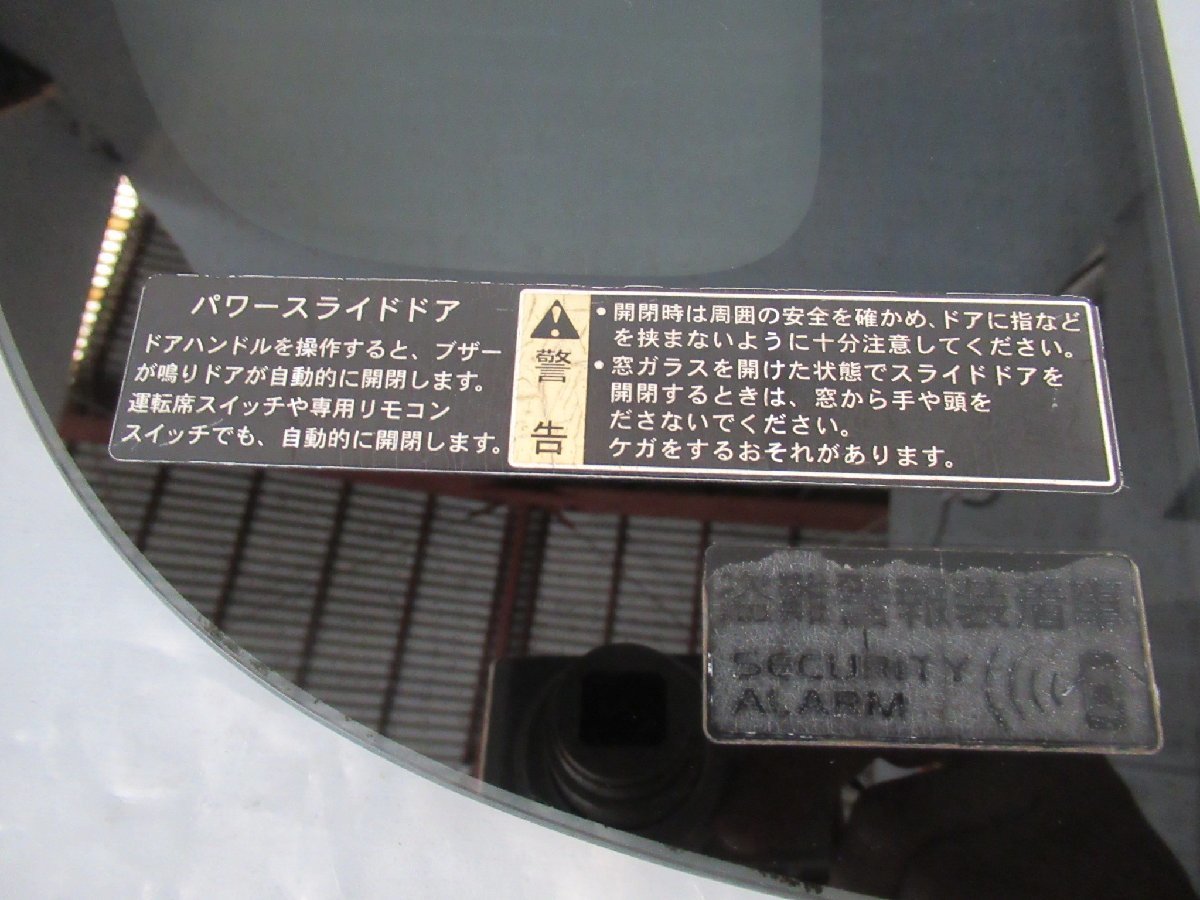 パワースライドドア
ドアハンドルを操作すると、ブザー
が鳴りドアが自動的に開閉します。
運転席スイッチや専用リモコン
スイッチでも、自動的に開閉します。
警告
・開閉時は周囲の安全を確かめ、ドアに指など
を挟まないように十分注意してください。
・窓ガラスを開けた状態でスライドドアを
開閉するときは、窓から手や頭を
ださないでください。
ケガをするおそれがあります。
盗難警報装着車
SECURITY
ALARM